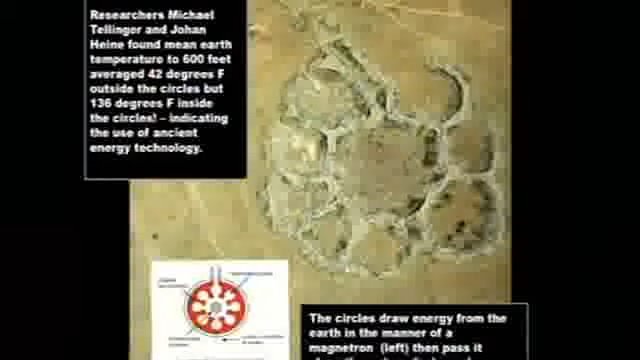 Researchers Michael
Tellinger and Johan
Heine found mean earth
temperature to 600 feet
averaged 42 degrees F
outside the circles but
136 degrees F inside
the circles! – indicating
the use of ancient
energy technology.
The circles draw energy from the
earth in the manner of a
magnetron (left) then pass it